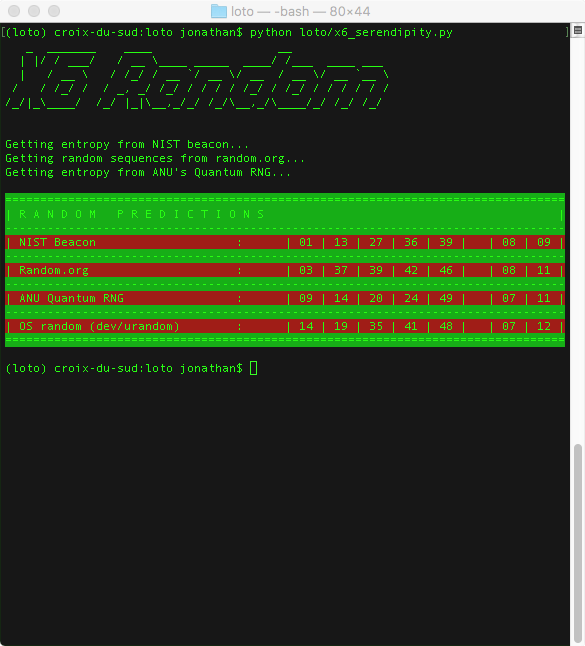 loto — -bash — 80×44
[(loto) croix-du-sud:loto jonathan$ python loto/x6_serendipity.py ]
X6 Random
Getting entropy from NIST beacon...
Getting random sequences from random.org...
Getting entropy from ANU's Quantum RNG...
| R A N D O M   P R E D I C T I O N S |
| NIST Beacon : | 01 | 13 | 27 | 36 | 39 | | 08 | 09 |
| Random.org : | 03 | 37 | 39 | 42 | 46 | | 08 | 11 |
| ANU Quantum RNG : | 09 | 14 | 20 | 24 | 49 | | 07 | 11 |
| OS random (dev/urandom) : | 14 | 19 | 35 | 41 | 48 | | 07 | 12 |
(loto) croix-du-sud:loto jonathan$